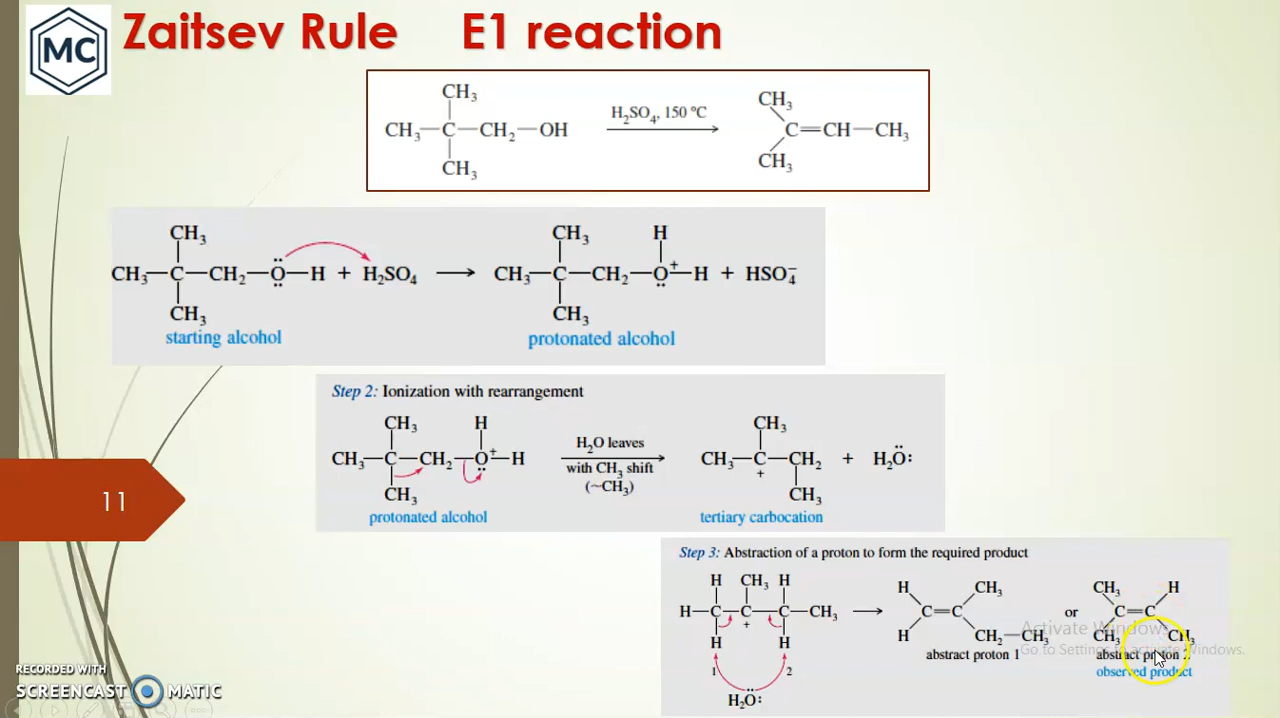 MC
Zaitsev Rule E1 reaction
CH₃
CH₃—C—CH₂—OH
CH₃
H₂SO₄, 150 °C
CH₃
C=CH—CH₃
CH₃
CH₃
CH₃—C—CH₂—O—H + H₂SO₄
CH₃
starting alcohol
CH₃ H
CH₃—C—CH₂—O⁺—H + HSO₄⁻
CH₃
protonated alcohol
Step 2: Ionization with rearrangement
CH₃ H
CH₃—C—CH₂—O⁺—H
CH₃
protonated alcohol
H₂O leaves
with CH₃ shift
(~CH₃)
CH₃
CH₃—C—CH₂ + H₂O:
+
CH₃
tertiary carbocation
11
Step 3: Abstraction of a proton to form the required product
H CH₃ H
H—C—C—C—CH₃
+
H H
1 2
H₂O:
H CH₃
C=C
H CH₂—CH₃
abstract proton 1
or
CH₃ H
C=C
CH₃ CH₃
abstract proton 2
observed product
Activate Windows
Go to Settings to activate Windows.
RECORDED WITH
SCREENCAST MATIC